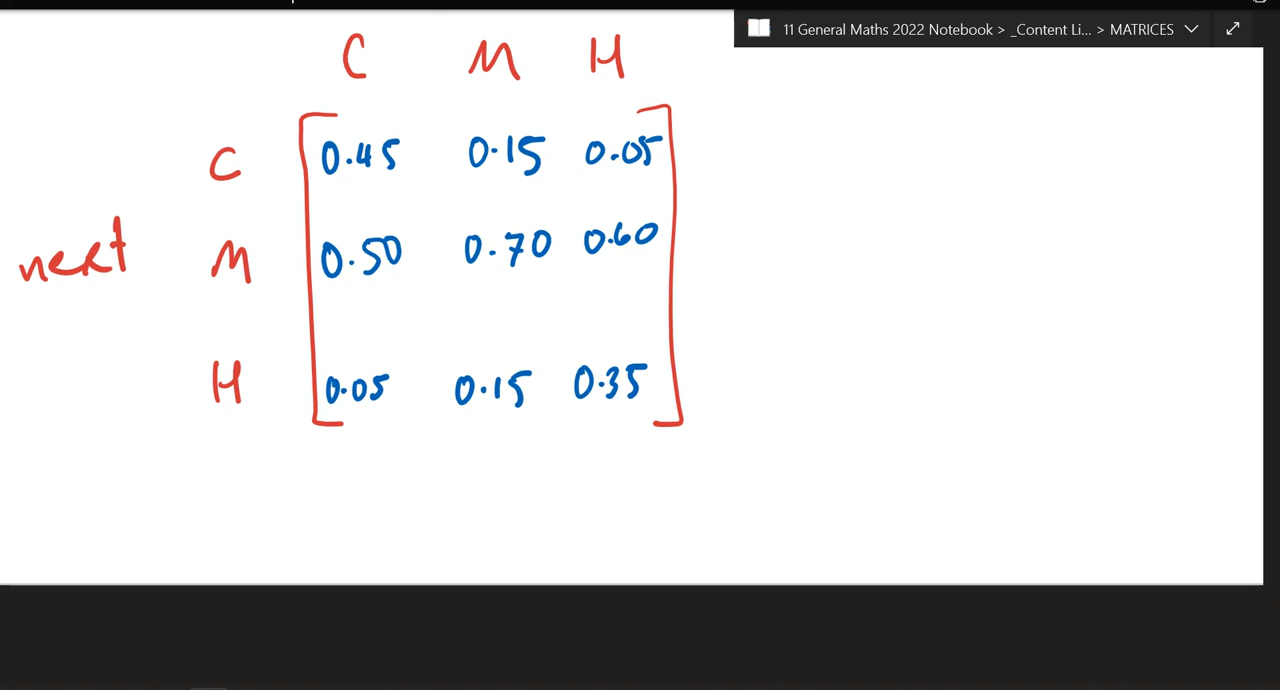 11 General Maths 2022 Notebook > _Content Li... > MATRICES
C M H
C 0.45 0.15 0.05
next M 0.50 0.70 0.60
H 0.05 0.15 0.35